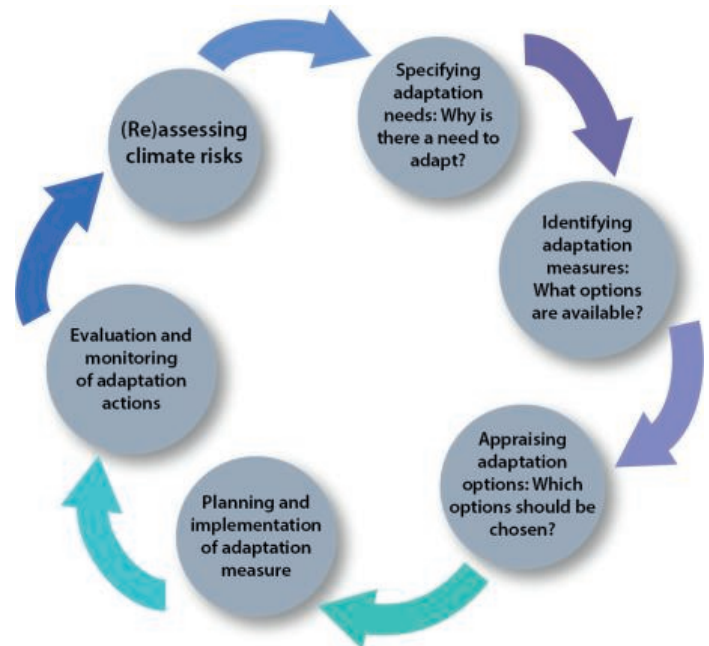 (Re)assessing
climate risks
Specifying
adaptation
needs: Why is
there a need to
adapt?
Identifying
adaptation
measures:
What options
are available?
Appraising
adaptation
options: Which
options should be
chosen?
Planning and
implementation
of adaptation
measure
Evaluation and
monitoring
of adaptation
actions